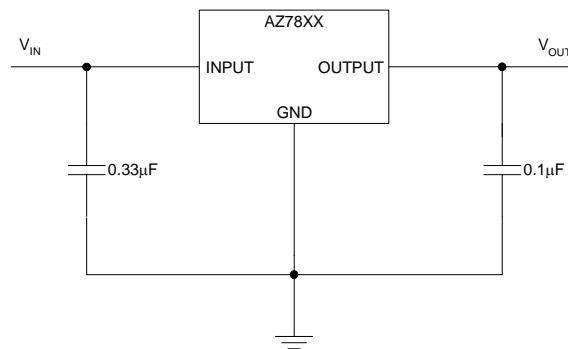 AZ78XX
V_IN
V_OUT
INPUT
OUTPUT
GND
0.33μF
0.1μF